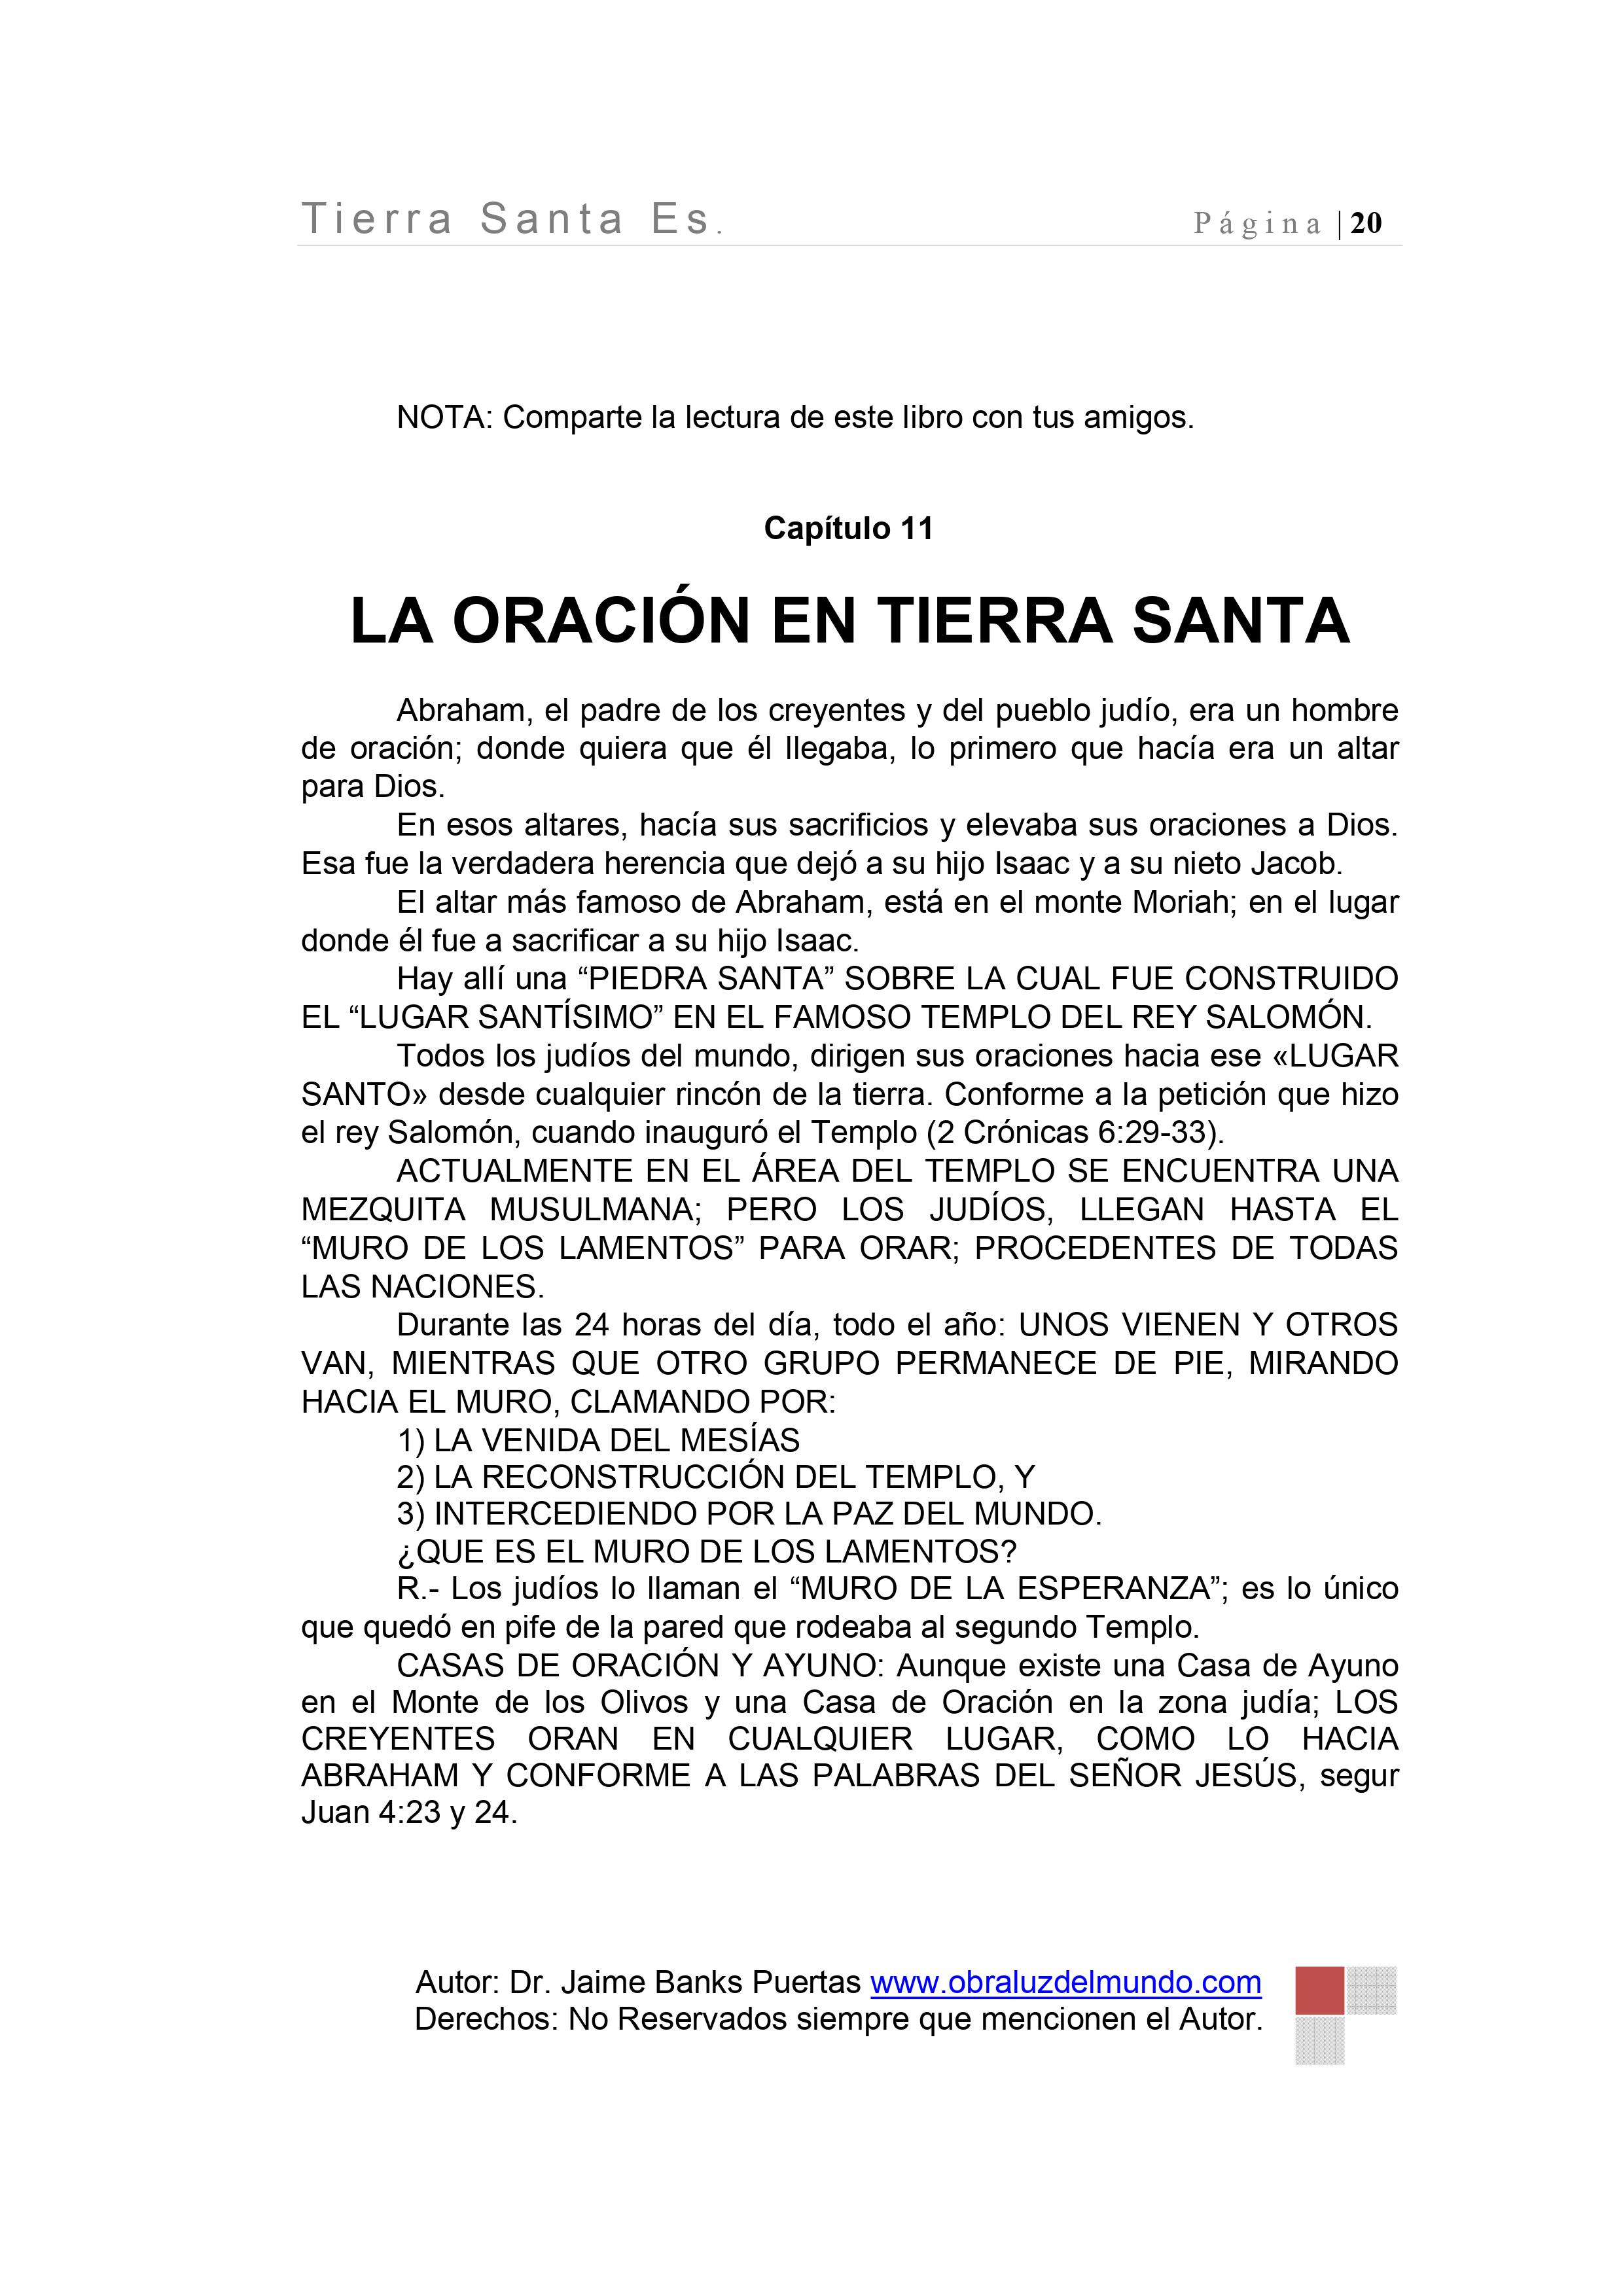 Tierra Santa Es.
Página | 20
NOTA: Comparte la lectura de este libro con tus amigos.
Capítulo 11
LA ORACIÓN EN TIERRA SANTA
Abraham, el padre de los creyentes y del pueblo judío, era un hombre
de oración; donde quiera que él llegaba, lo primero que hacía era un altar
para Dios.
En esos altares, hacía sus sacrificios y elevaba sus oraciones a Dios.
Esa fue la verdadera herencia que dejó a su hijo Isaac y a su nieto Jacob.
El altar más famoso de Abraham, está en el monte Moriah; en el lugar
donde él fue a sacrificar a su hijo Isaac.
Hay allí una “PIEDRA SANTA” SOBRE LA CUAL FUE CONSTRUIDO
EL “LUGAR SANTÍSIMO” EN EL FAMOSO TEMPLO DEL REY SALOMÓN.
Todos los judíos del mundo, dirigen sus oraciones hacia ese «LUGAR
SANTO» desde cualquier rincón de la tierra. Conforme a la petición que hizo
el rey Salomón, cuando inauguró el Templo (2 Crónicas 6:29-33).
ACTUALMENTE EN EL ÁREA DEL TEMPLO SE ENCUENTRA UNA
MEZQUITA MUSULMANA; PERO LOS JUDÍOS, LLEGAN HASTA EL
“MURO DE LOS LAMENTOS” PARA ORAR; PROCEDENTES DE TODAS
LAS NACIONES.
Durante las 24 horas del día, todo el año: UNOS VIENEN Y OTROS
VAN, MIENTRAS QUE OTRO GRUPO PERMANECE DE PIE, MIRANDO
HACIA EL MURO, CLAMANDO POR:
1) LA VENIDA DEL MESÍAS
2) LA RECONSTRUCCIÓN DEL TEMPLO, Y
3) INTERCEDIENDO POR LA PAZ DEL MUNDO.
¿QUE ES EL MURO DE LOS LAMENTOS?
R.- Los judíos lo llaman el “MURO DE LA ESPERANZA”; es lo único
que quedó en pife de la pared que rodeaba al segundo Templo.
CASAS DE ORACIÓN Y AYUNO: Aunque existe una Casa de Ayuno
en el Monte de los Olivos y una Casa de Oración en la zona judía; LOS
CREYENTES ORAN EN CUALQUIER LUGAR, COMO LO HACIA
ABRAHAM Y CONFORME A LAS PALABRAS DEL SEÑOR JESÚS, segur
Juan 4:23 y 24.
Autor: Dr. Jaime Banks Puertas www.obraluzdelmundo.com
Derechos: No Reservados siempre que mencionen el Autor.